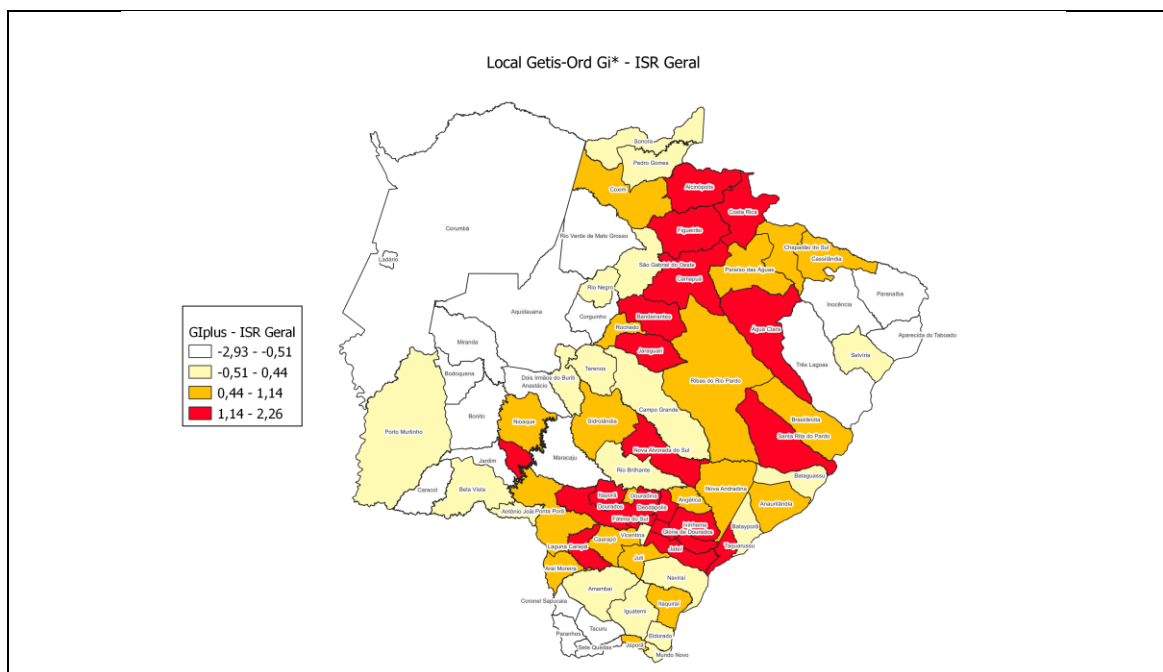 Local Getis-Ord Gi* - ISR Geral
Sonora
Pedro Gomes
Coxim
Alcinópolis
Costa Rica
Corumbá
Ladário
Rio Verde de Mato Grosso
Figueirão
Chapadão do Sul
Cassilândia
São Gabriel do Oeste
Paraíso das Águas
Camapuã
Rio Negro
Inocência
Paranaíba
Aquidauana
Corguinho
Bandeirantes
Rochedo
Água Clara
Aparecida do Taboado
Miranda
Jaraguari
Selvíria
Três Lagoas
Bodoquena
Dois Irmãos do Buriti
Terenos
Anastácio
Ribas do Rio Pardo
Bonito
Campo Grande
Nioaque
Sidrolândia
Brasilândia
Porto Murtinho
Santa Rita do Pardo
Nova Alvorada do Sul
Jardim
Maracaju
Rio Brilhante
Bataguassu
Caracol
Bela Vista
Itaporã
Douradina
Angélica
Nova Andradina
Anaurilândia
Antônio João
Ponta Porã
Dourados
Deodápolis
Fátima do Sul
Ivinhema
Glória de Dourados
Batayporã
Vicentina
Caarapó
Laguna Carapã
Jateí
Taquarussu
Juti
Aral Moreira
Naviraí
Amambai
Coronel Sapucaia
Iguatemi
Itaquiraí
Tacuru
Paranhos
Eldorado
Sete Quedas
Japorã
Mundo Novo
GIplus - ISR Geral
-2,93 - -0,51
-0,51 - 0,44
0,44 - 1,14
1,14 - 2,26